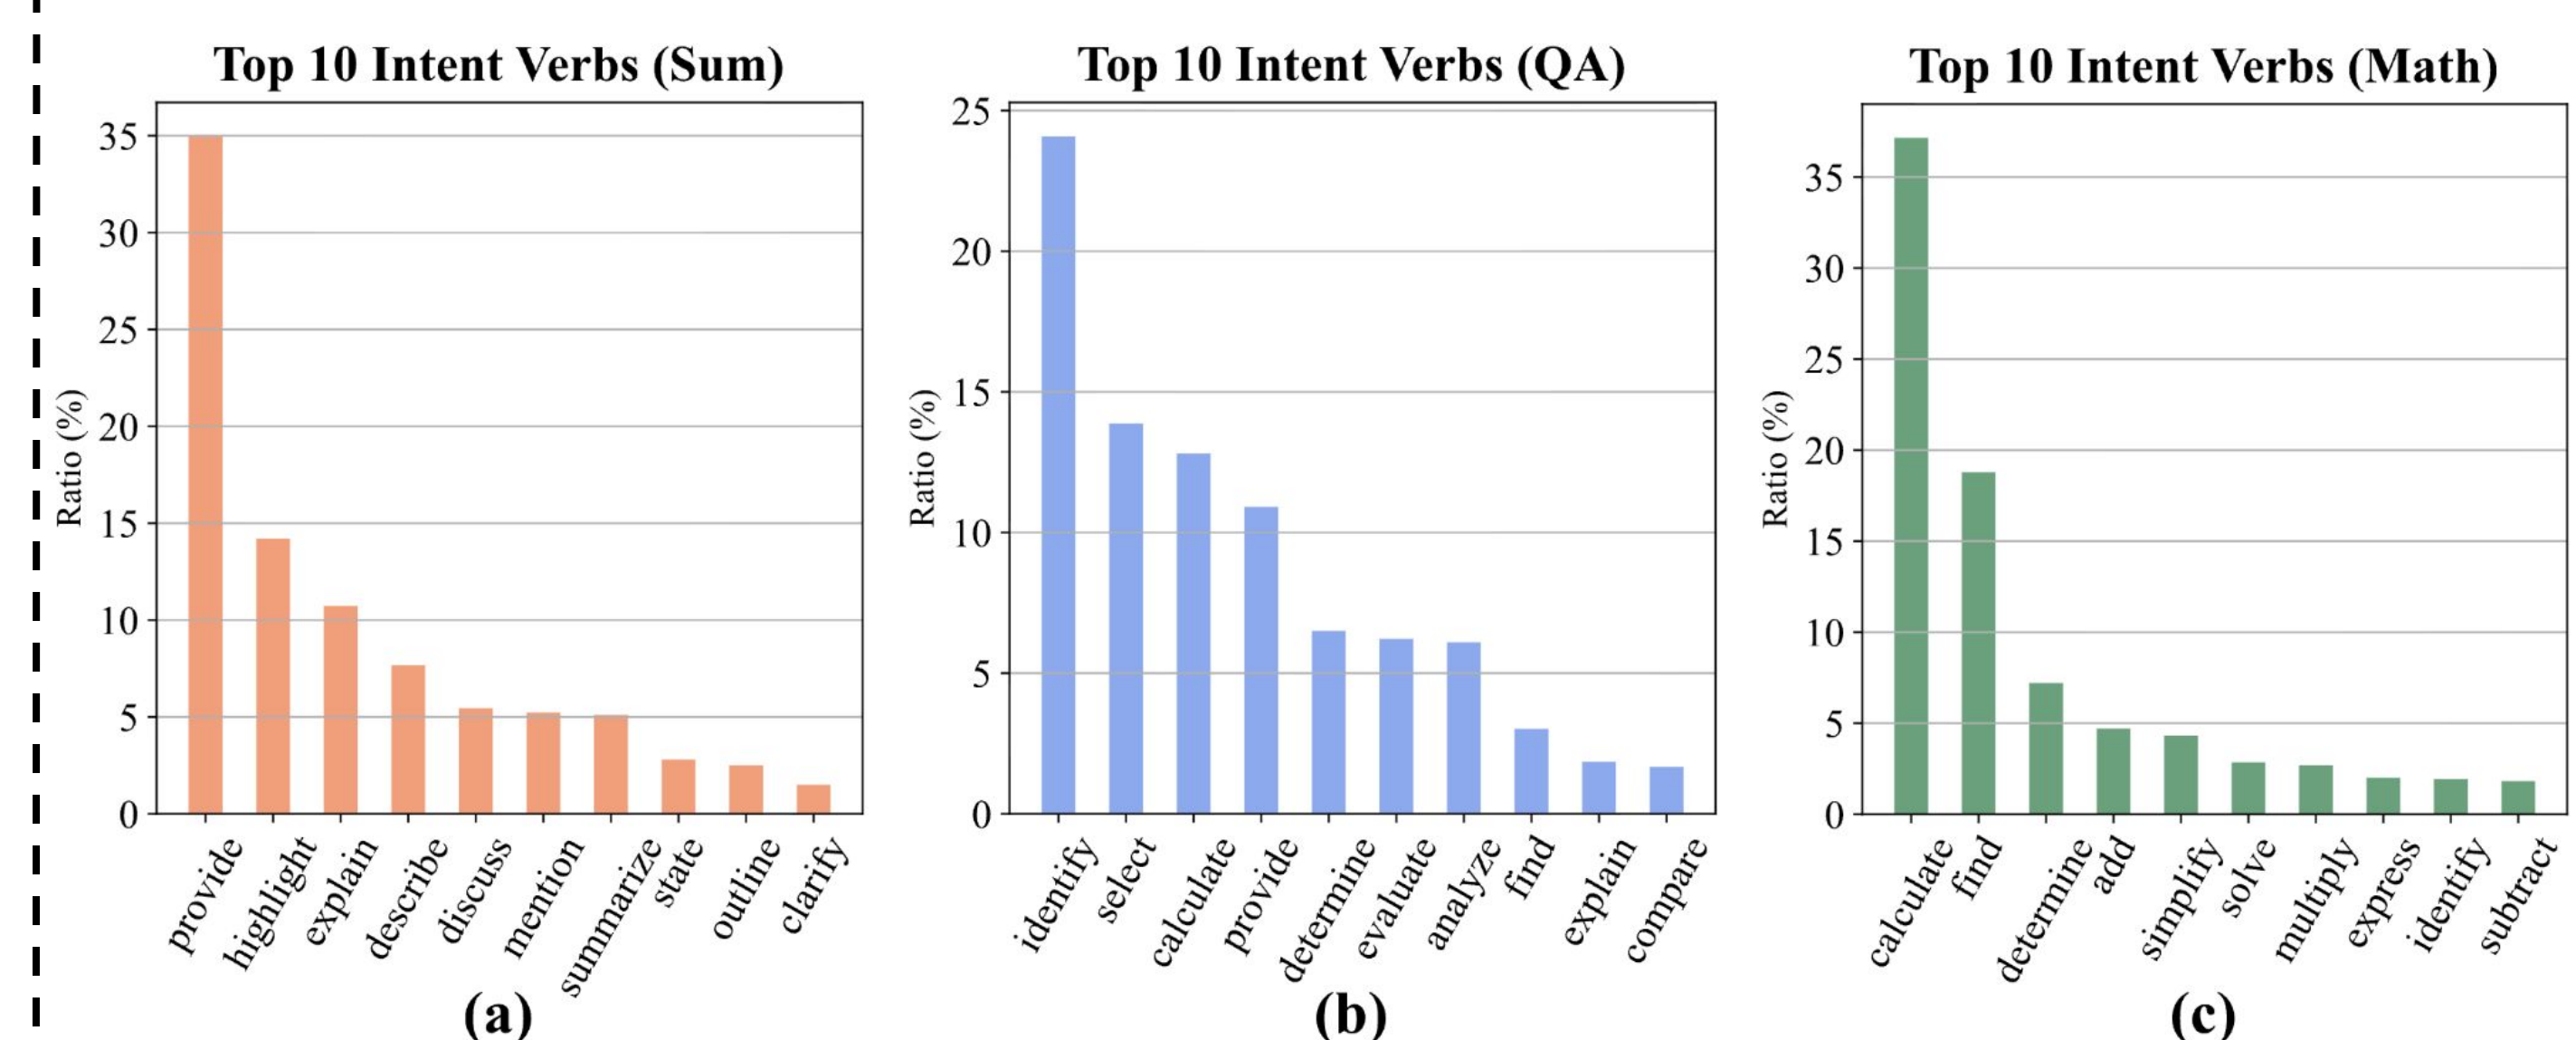 Top 10 Intent Verbs (Sum)
Ratio (%)
35
30
25
20
15
10
5
0
provide
highlight
explain
describe
discuss
mention
summarize
state
outline
clarify
(a)
Top 10 Intent Verbs (QA)
Ratio (%)
25
20
15
10
5
0
identify
select
calculate
provide
determine
evaluate
analyze
find
explain
compare
(b)
Top 10 Intent Verbs (Math)
Ratio (%)
35
30
25
20
15
10
5
0
calculate
find
determine
add
simplify
solve
multiply
express
identify
subtract
(c)